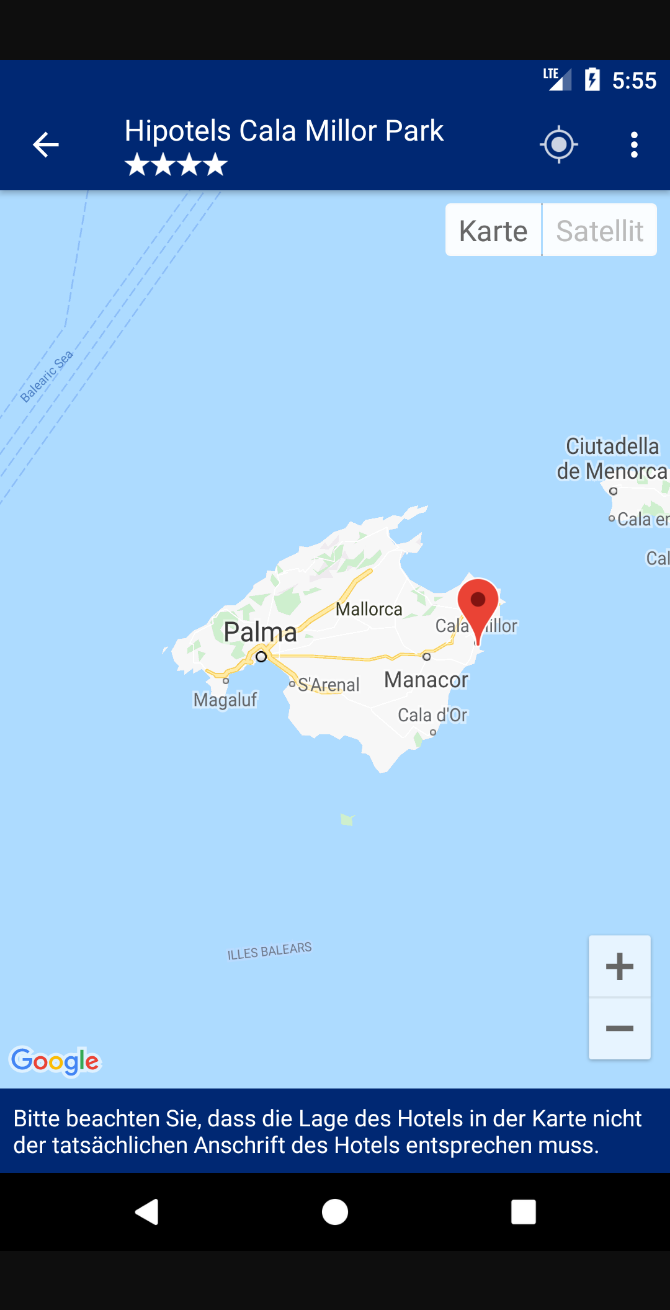 LTE 5:55
Hipotels Cala Millor Park
Karte Satellit
Balearic Sea
Ciutadella
de Menorca
Cala en
Cal
Mallorca
Cala Millor
Palma
Manacor
S'Arenal
Magaluf
Cala d'Or
ILLES BALEARS
+
−
Google
Bitte beachten Sie, dass die Lage des Hotels in der Karte nicht
der tatsächlichen Anschrift des Hotels entsprechen muss.